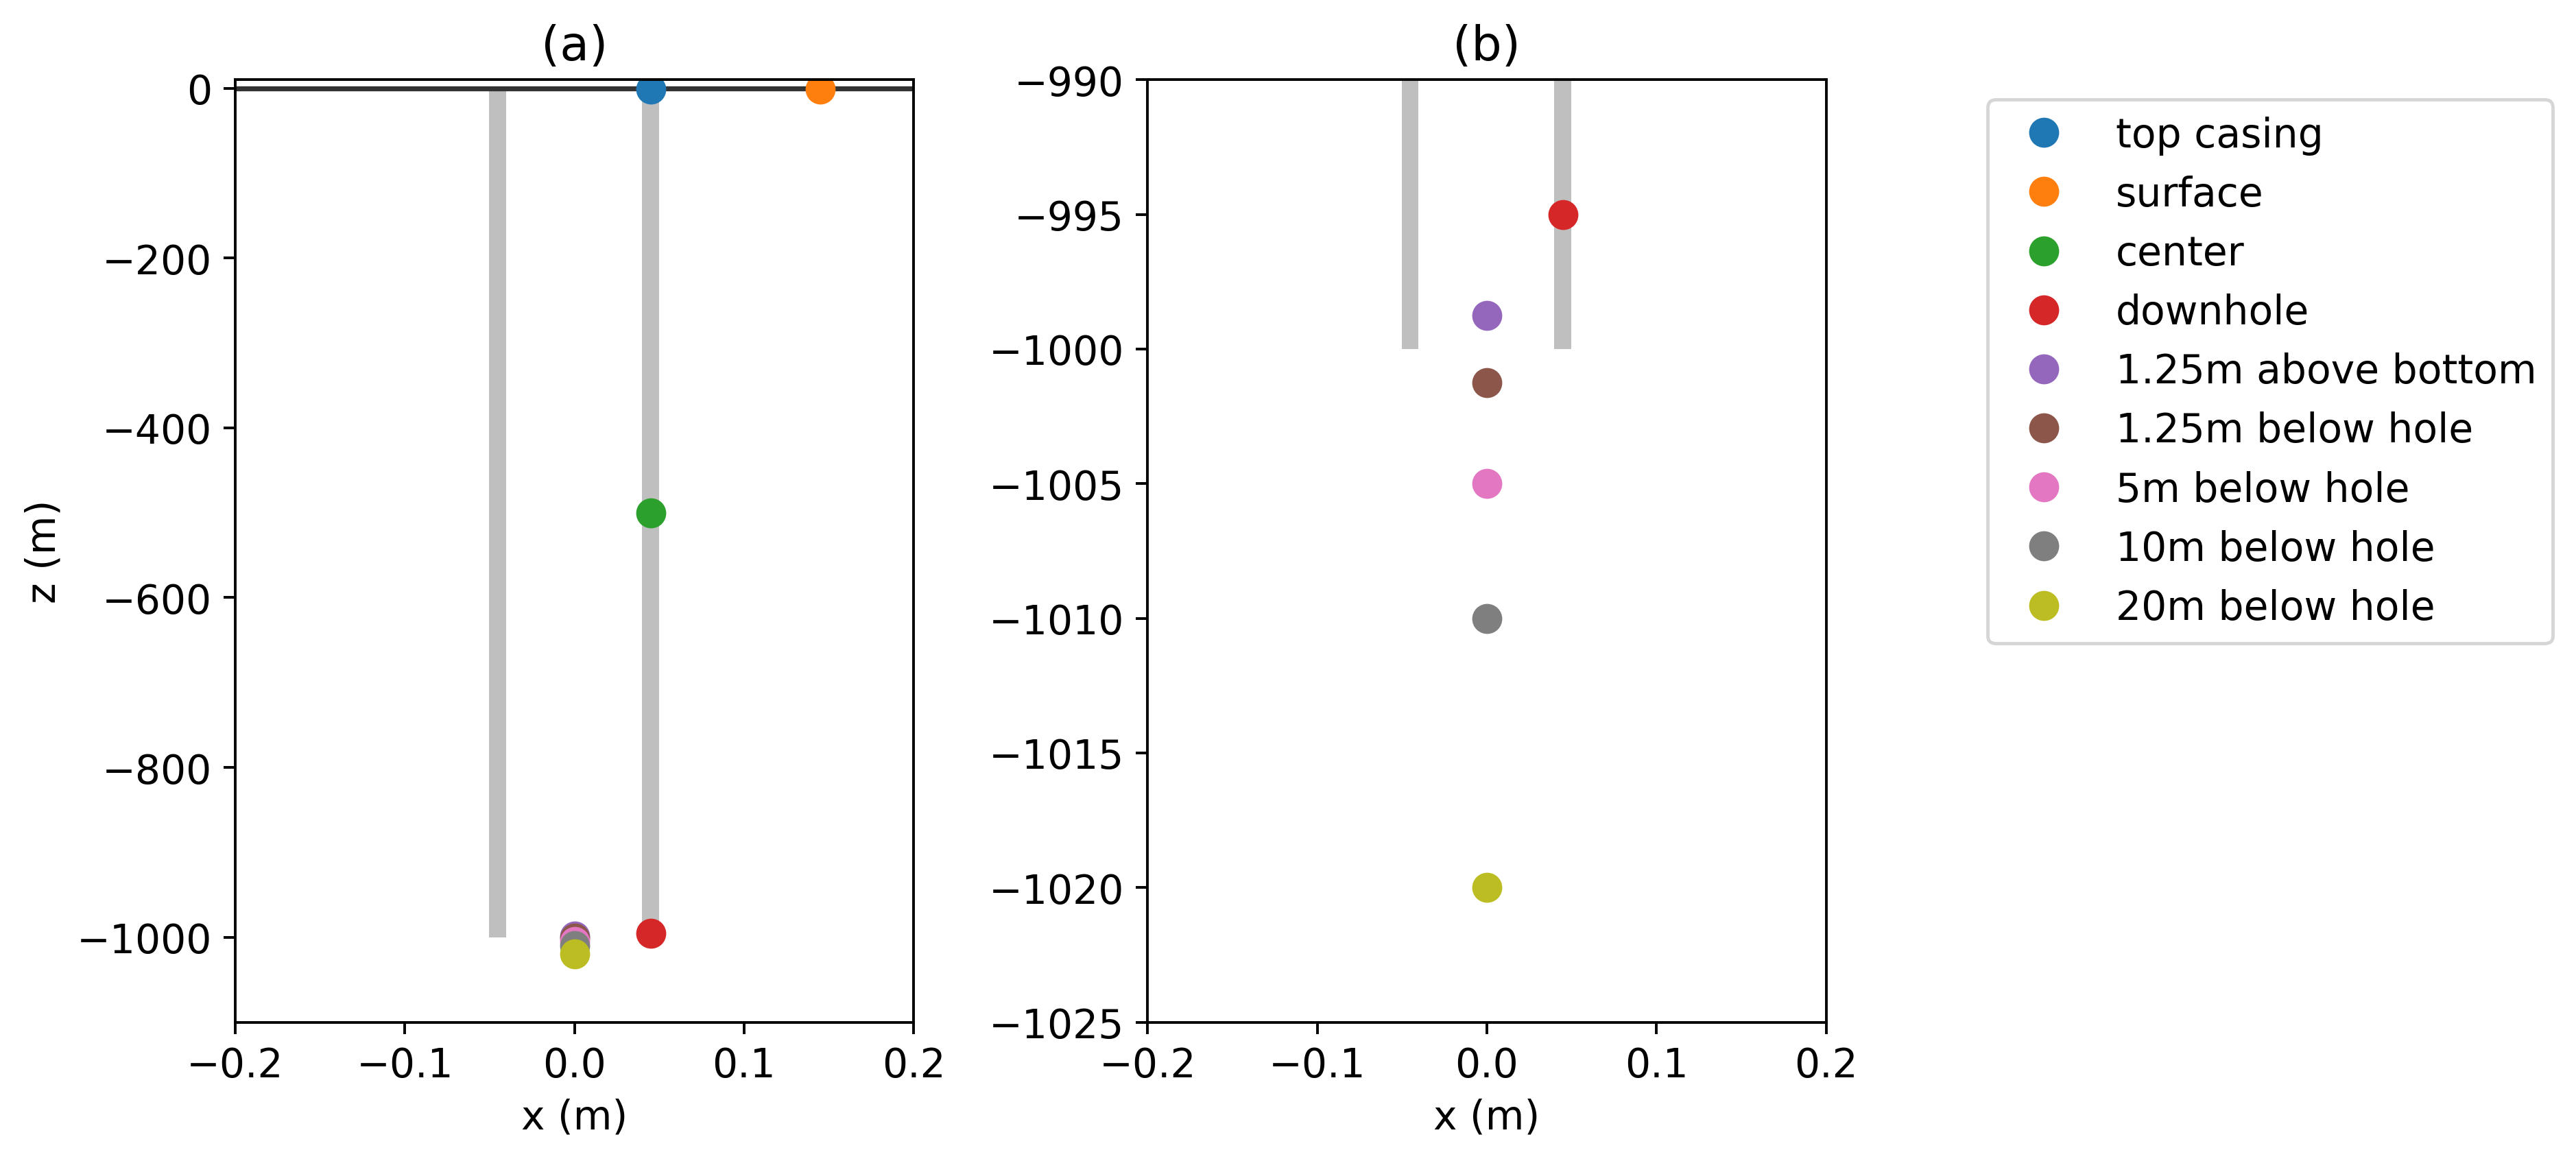 (a)
0
−200
−400
−600
−800
−1000
z (m)
−0.2 −0.1 0.0 0.1 0.2
x (m)
(b)
−990
−995
−1000
−1005
−1010
−1015
−1020
−1025
−0.2 −0.1 0.0 0.1 0.2
x (m)
top casing
surface
center
downhole
1.25m above bottom
1.25m below hole
5m below hole
10m below hole
20m below hole